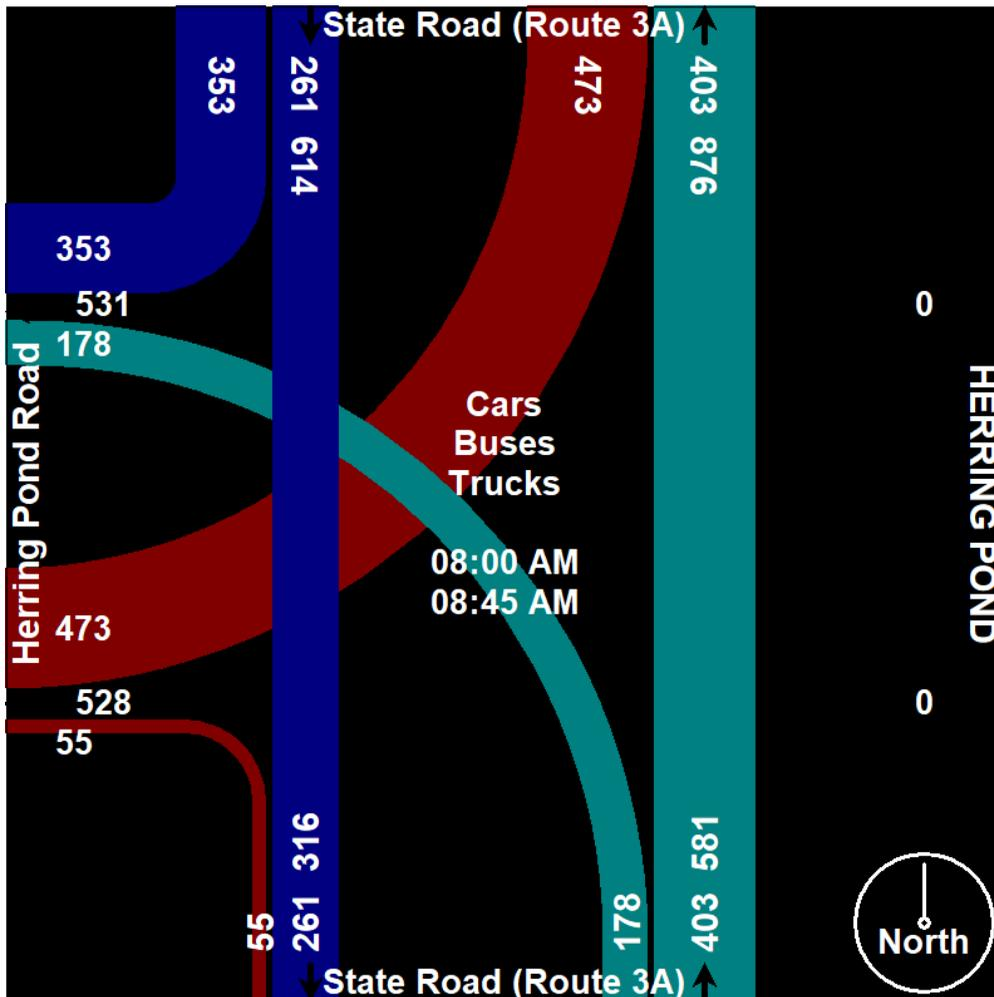 State Road (Route 3A)
353
261 614
473
403 876
353
531
178
0
Herring Pond Road
HERRING POND
Cars
Buses
Trucks
08:00 AM
08:45 AM
473
528
55
0
55
261 316
178
403 581
North
State Road (Route 3A)